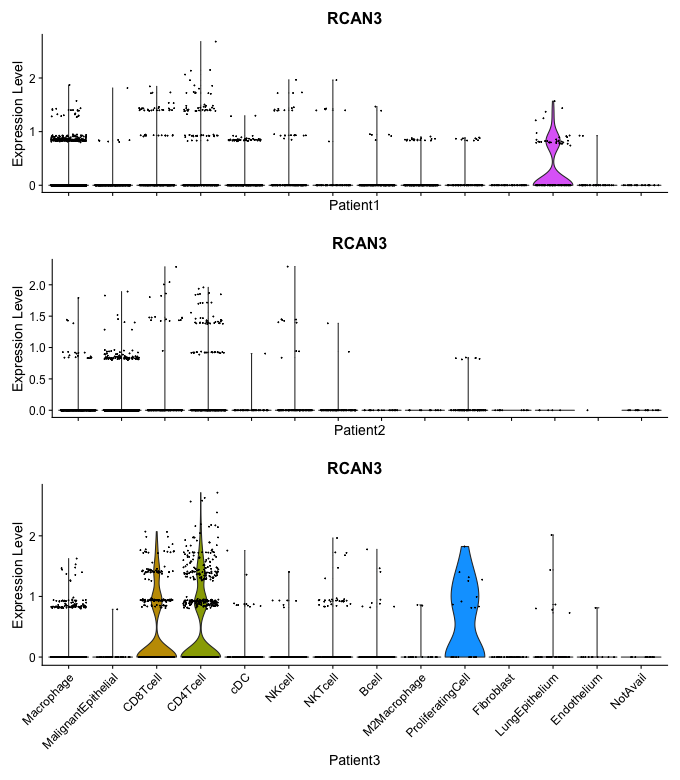 RCAN3
Expression Level
2
1
0
Patient1
RCAN3
Expression Level
2.0
1.5
1.0
0.5
0.0
Patient2
RCAN3
Expression Level
2
1
0
Macrophage
MalignantEpithelial
CD8Tcell
CD4Tcell
cDC
NKcell
NKTcell
Bcell
M2Macrophage
ProliferatingCell
Fibroblast
LungEpithelium
Endothelium
NotAvail
Patient3